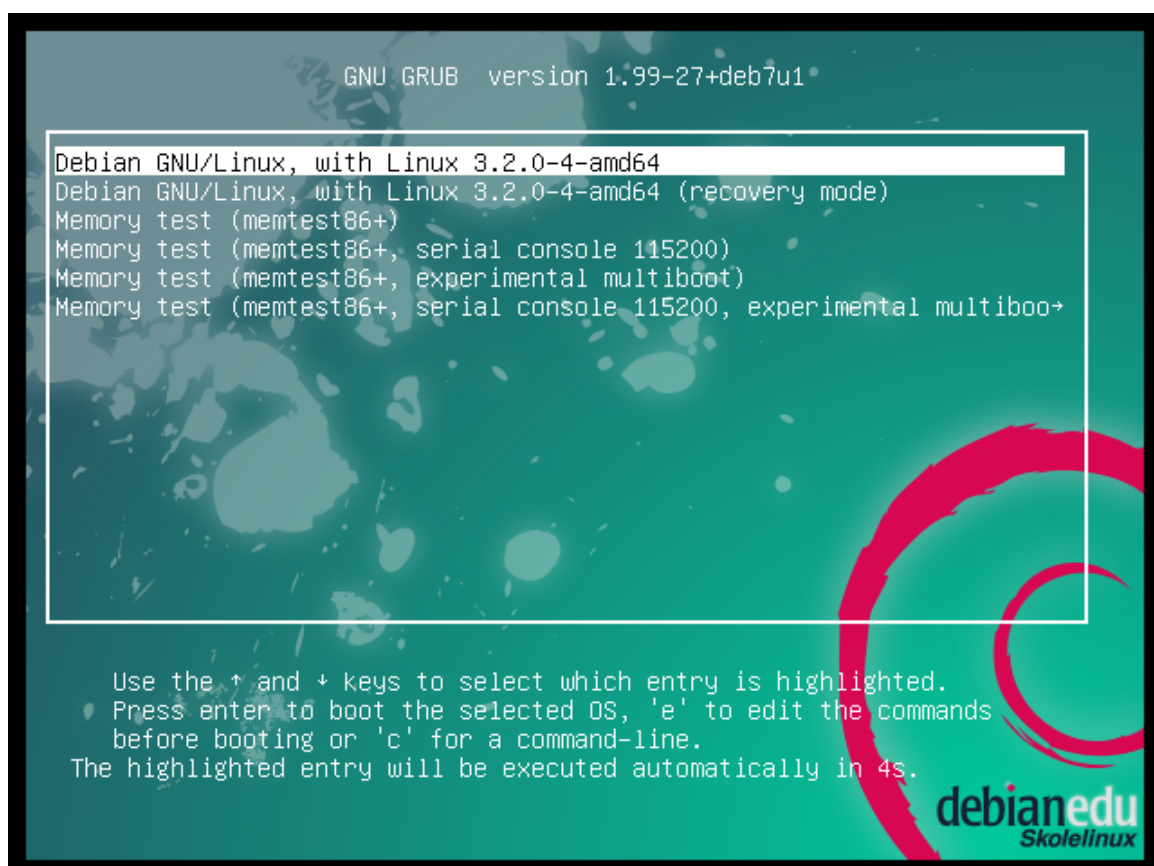 GNU GRUB  version 1.99-27+deb7u1
Debian GNU/Linux, with Linux 3.2.0-4-amd64
Debian GNU/Linux, with Linux 3.2.0-4-amd64 (recovery mode)
Memory test (memtest86+)
Memory test (memtest86+, serial console 115200)
Memory test (memtest86+, experimental multiboot)
Memory test (memtest86+, serial console 115200, experimental multiboo→
Use the ↑ and ↓ keys to select which entry is highlighted.
Press enter to boot the selected OS, 'e' to edit the commands
before booting or 'c' for a command-line.
The highlighted entry will be executed automatically in 4s.
debianedu
Skolelinux